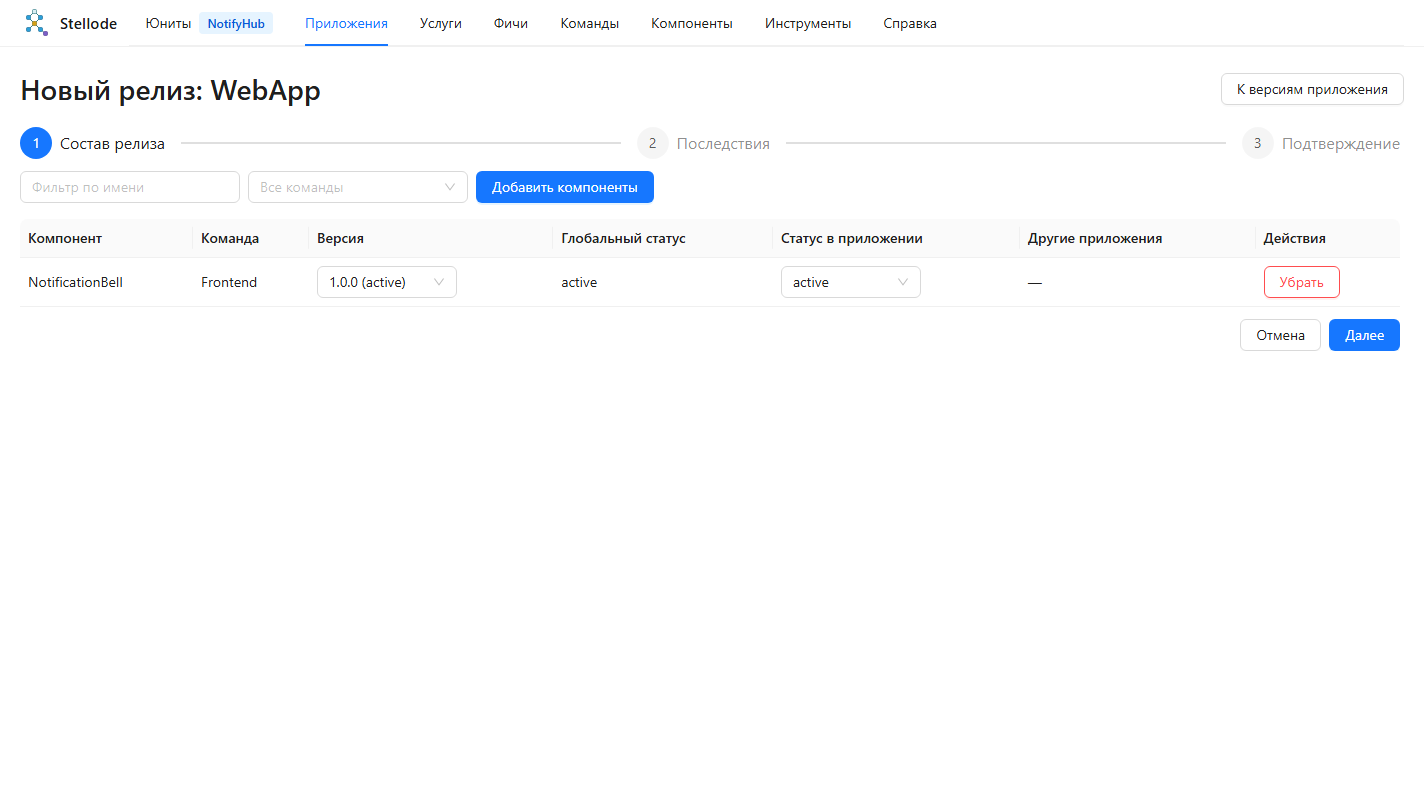 Stellode Юниты NotifyHub Приложения Услуги Фичи Команды Компоненты Инструменты Справка
Новый релиз: WebApp К версиям приложения
1 Состав релиза 2 Последствия 3 Подтверждение
Фильтр по имени Все команды Добавить компоненты
Компонент Команда Версия Глобальный статус Статус в приложении Другие приложения Действия
NotificationBell Frontend 1.0.0 (active) active active — Убрать
Отмена Далее